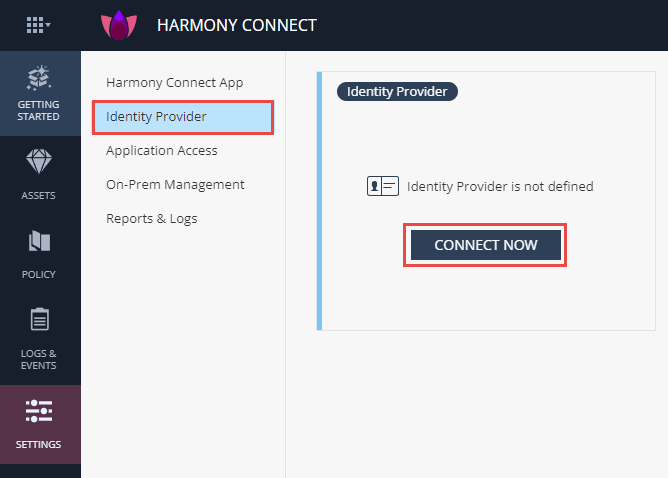 HARMONY CONNECT
GETTING
STARTED
ASSETS
POLICY
LOGS &
EVENTS
SETTINGS
Harmony Connect App
Identity Provider
Application Access
On-Prem Management
Reports & Logs
Identity Provider
Identity Provider is not defined
CONNECT NOW